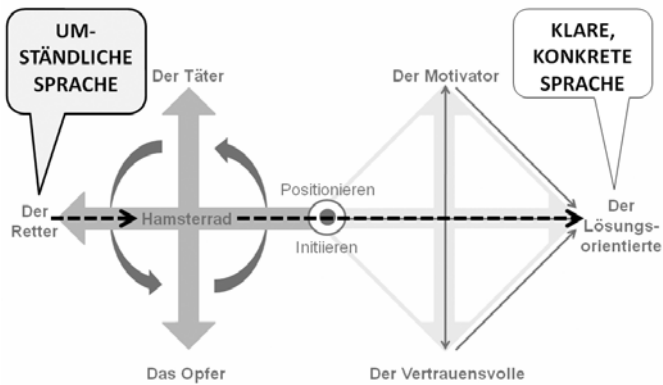 UM-
STÄNDLICHE
SPRACHE
KLARE,
KONKRETE
SPRACHE
Der Täter
Der Motivator
Positionieren
Der
Retter
Hamsterrad
Initiieren
Der
Lösungs-
orientierte
Das Opfer
Der Vertrauensvolle